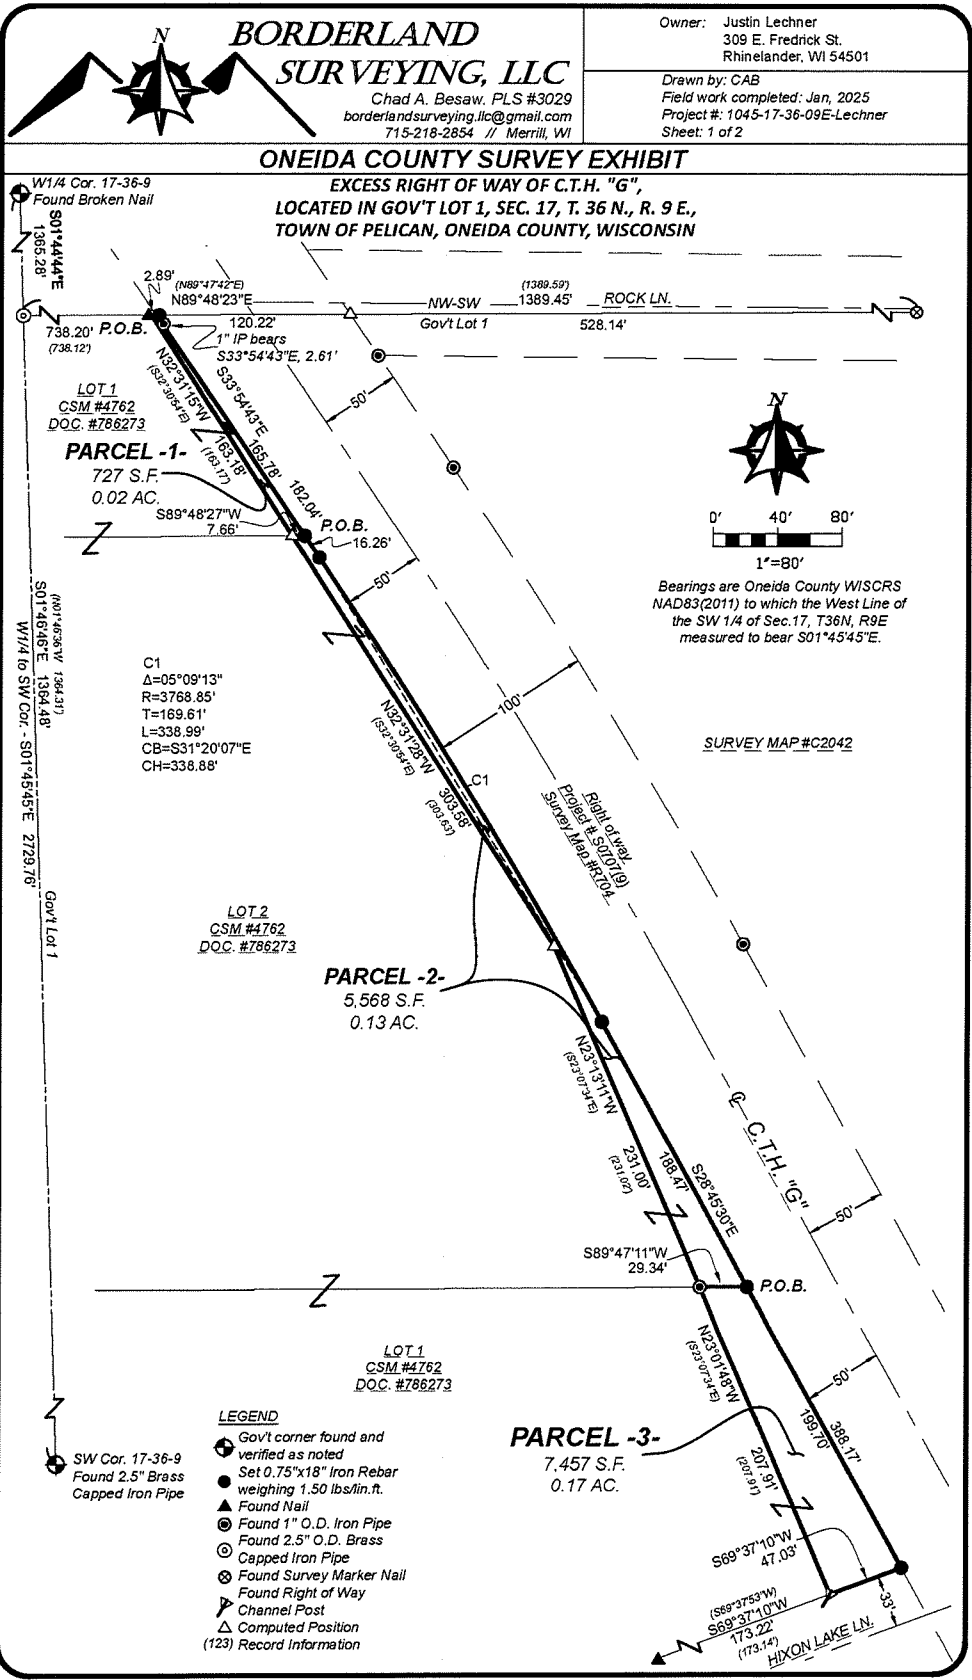 BORDERLAND
SURVEYING, LLC
Chad A. Besaw. PLS #3029
borderlandsurveying.llc@gmail.com
715-218-2854 // Merrill, WI
Owner: Justin Lechner
309 E. Fredrick St.
Rhinelander, WI 54501
Drawn by: CAB
Field work completed: Jan, 2025
Project #: 1045-17-36-09E-Lechner
Sheet: 1 of 2
ONEIDA COUNTY SURVEY EXHIBIT
EXCESS RIGHT OF WAY OF C.T.H. "G",
LOCATED IN GOV'T LOT 1, SEC. 17, T. 36 N., R. 9 E.,
TOWN OF PELICAN, ONEIDA COUNTY, WISCONSIN
N
W1/4 Cor. 17-36-9
Found Broken Nail
S01°44'44"E
1365.28'
2.89'
(N89°47'42"E)
N89°48'23"E
NW-SW
(1389.59)
1389.45'
ROCK LN.
738.20'
(738.12')
P.O.B.
120.22'
Gov't Lot 1
528.14'
1" IP bears
S33°54'43"E, 2.61'
N32°31'15"W
(S32°30'54"E)
163.18'
(163.17)
S33°54'43"E
165.78'
182.04'
50'
LOT 1
CSM #4762
DOC. #786273
PARCEL -1-
727 S.F.
0.02 AC.
S89°48'27"W
7.66'
P.O.B.
16.26'
50'
N
0' 40' 80'
1"=80'
Bearings are Oneida County WISCRS
NAD83(2011) to which the West Line of
the SW 1/4 of Sec.17, T36N, R9E
measured to bear S01°45'45"E.
(N01°46'36"W 1364.31')
S01°46'46"E 1364.48'
W1/4 to SW Cor. - S01°45'45"E 2729.76'
Gov't Lot 1
C1
Δ=05°09'13"
R=3768.85'
T=169.61'
L=338.99'
CB=S31°20'07"E
CH=338.88'
100'
N32°31'28"W
(S32°30'54"E)
303.58'
(303.63')
C1
SURVEY MAP #C2042
Right of way
Project # S0707(9)
Survey Map #R704
LOT 2
CSM #4762
DOC. #786273
PARCEL -2-
5,568 S.F.
0.13 AC.
N23°13'11"W
(S23°07'34"E)
231.00'
(231.02)
188.47'
S28°45'30"E
C.T.H. "G"
50'
S89°47'11"W
29.34'
P.O.B.
LOT 1
CSM #4762
DOC. #786273
N23°01'48"W
(S23°07'34"E)
50'
199.70'
388.17'
PARCEL -3-
7,457 S.F.
0.17 AC.
207.91'
(207.91)
S69°37'10"W
47.03'
(S69°37'53"W)
S69°37'10"W
173.22'
(173.14')
33'
HIXON LAKE LN.
SW Cor. 17-36-9
Found 2.5" Brass
Capped Iron Pipe
LEGEND
Gov't corner found and
verified as noted
Set 0.75"x18" Iron Rebar
weighing 1.50 lbs/lin.ft.
Found Nail
Found 1" O.D. Iron Pipe
Found 2.5" O.D. Brass
Capped Iron Pipe
Found Survey Marker Nail
Found Right of Way
Channel Post
Computed Position
(123) Record Information